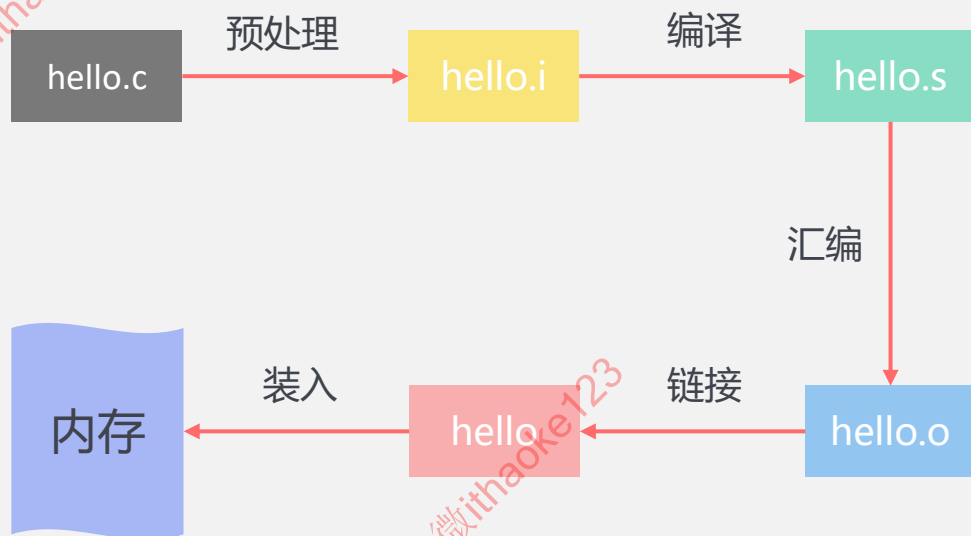 预处理
编译
hello.c
hello.i
hello.s
汇编
装入
链接
内存
hello
hello.o
微ithaoke123